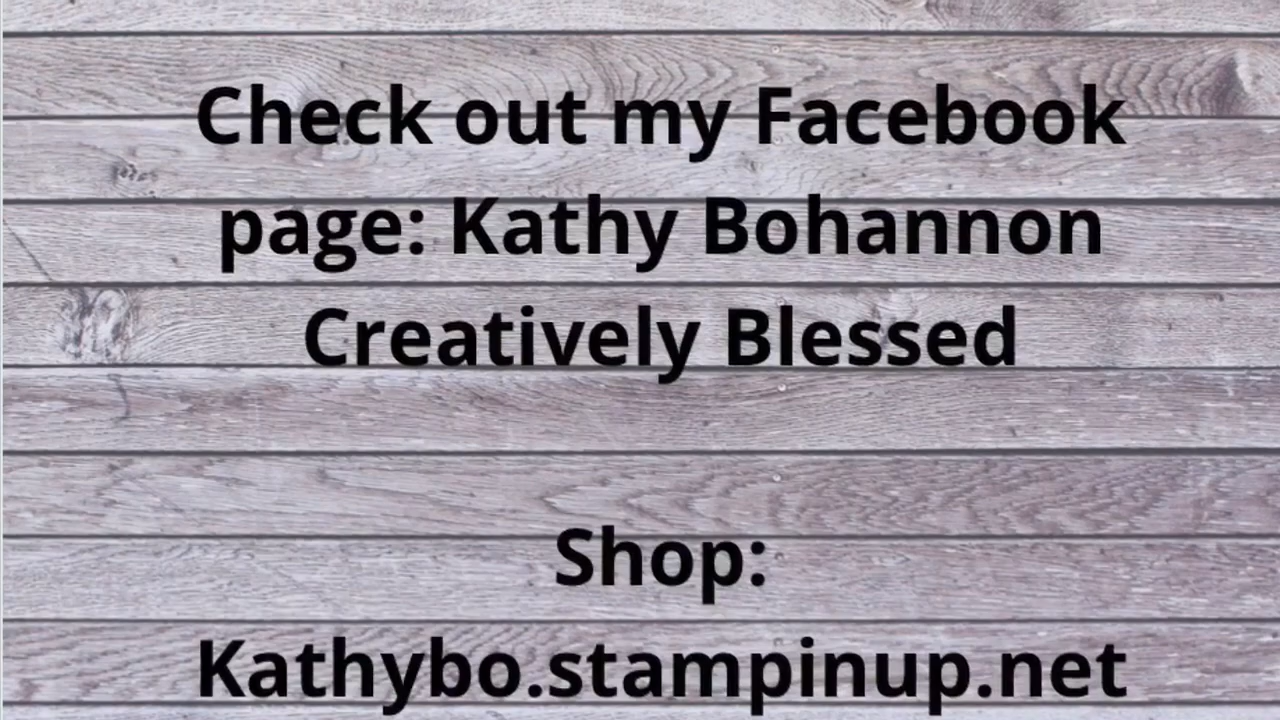 Check out my Facebook
page: Kathy Bohannon
Creatively Blessed
Shop:
Kathybo.stampinup.net